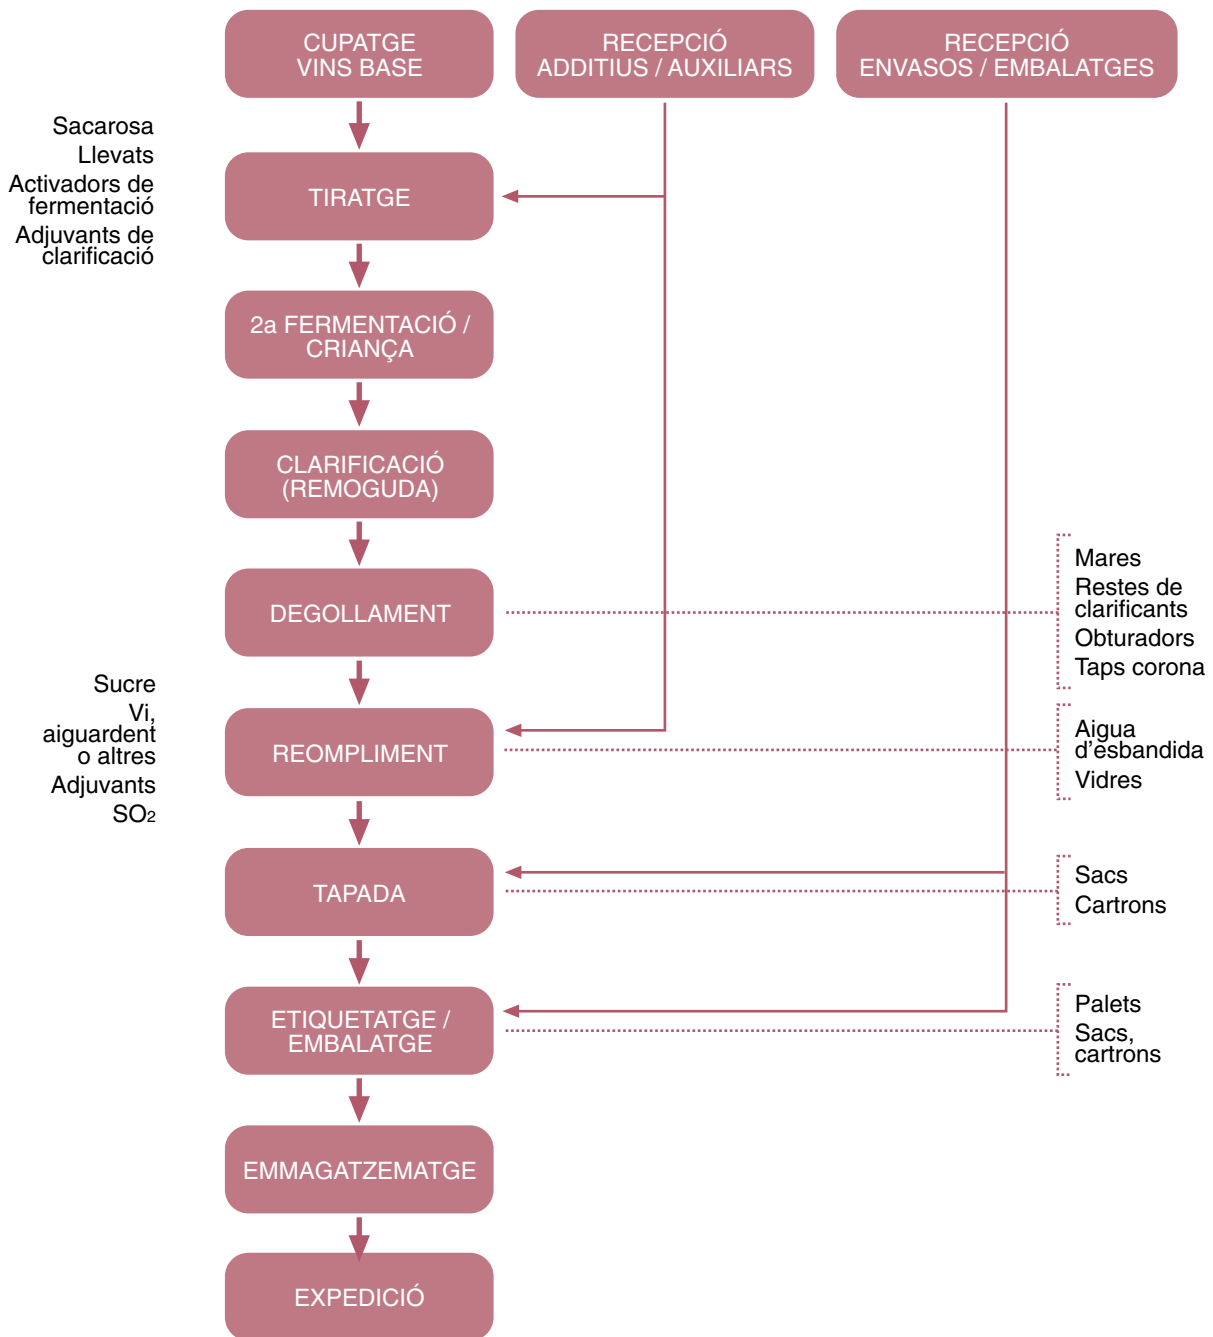 CUPATGE
VINS BASE
RECEPCIÓ
ADDITIUS / AUXILIARS
RECEPCIÓ
ENVASOS / EMBALATGES
Sacarosa
Llevats
Activadors de
fermentació
Adjuvants de
clarificació
TIRATGE
2a FERMENTACIÓ /
CRIANÇA
CLARIFICACIÓ
(REMOGUDA)
DEGOLLAMENT
Mares
Restes de
clarificants
Obturadors
Taps corona
Sucre
Vi,
aiguardent
o altres
Adjuvants
SO2
REOMPLIMENT
Aigua
d’esbandida
Vidres
TAPADA
Sacs
Cartrons
ETIQUETATGE /
EMBALATGE
Palets
Sacs,
cartrons
EMMAGATZEMATGE
EXPEDICIÓ